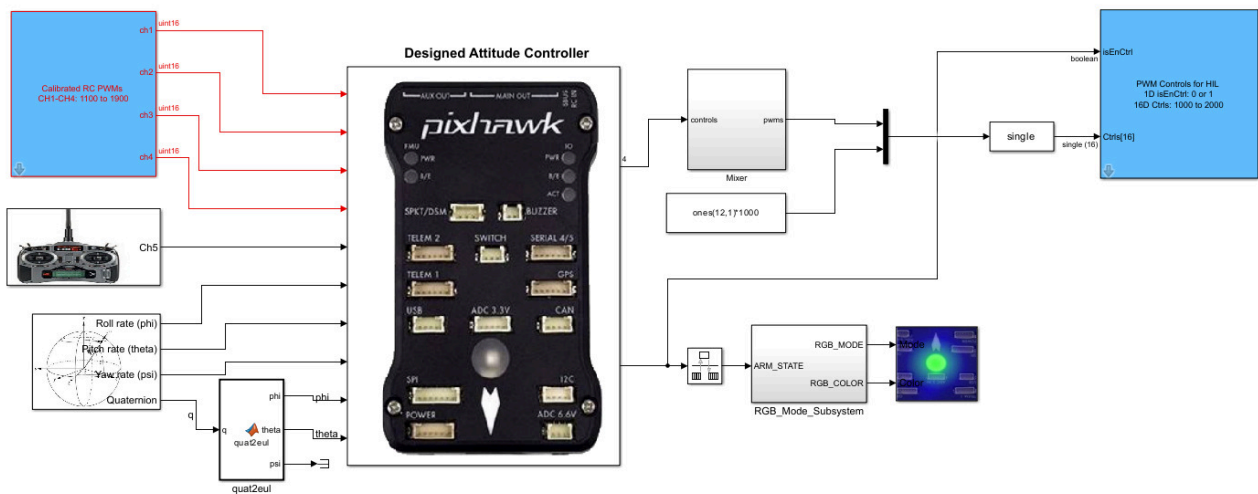 ch1
uint16
ch2
uint16
ch3
uint16
ch4
uint16
Calibrated RC PWMs
CH1-CH4: 1100 to 1900
Ch5
Roll rate (phi)
Pitch rate (theta)
Yaw rate (psi)
Quaternion
q
q
quat2eul
phi
theta
psi
quat2eul
phi
theta
Designed Attitude Controller
AUX OUT
MAIN OUT
SBUS
RC IN
pixhawk
FMU
PWR
B/E
IO
PWR
B/E
ACT
SPKT/DSM
BUZZER
TELEM 2
SWITCH
SERIAL 4/5
TELEM 1
GPS
USB
ADC 3.3V
CAN
SPI
I2C
POWER
ADC 6.6V
4
controls
pwms
Mixer
ones(12,1)*1000
single
single (16)
isEnCtrl
boolean
PWM Controls for HIL
1D isEnCtrl: 0 or 1
16D Ctrls: 1000 to 2000
Ctrls[16]
ARM_STATE
RGB_MODE
RGB_COLOR
RGB_Mode_Subsystem
Mode
Color